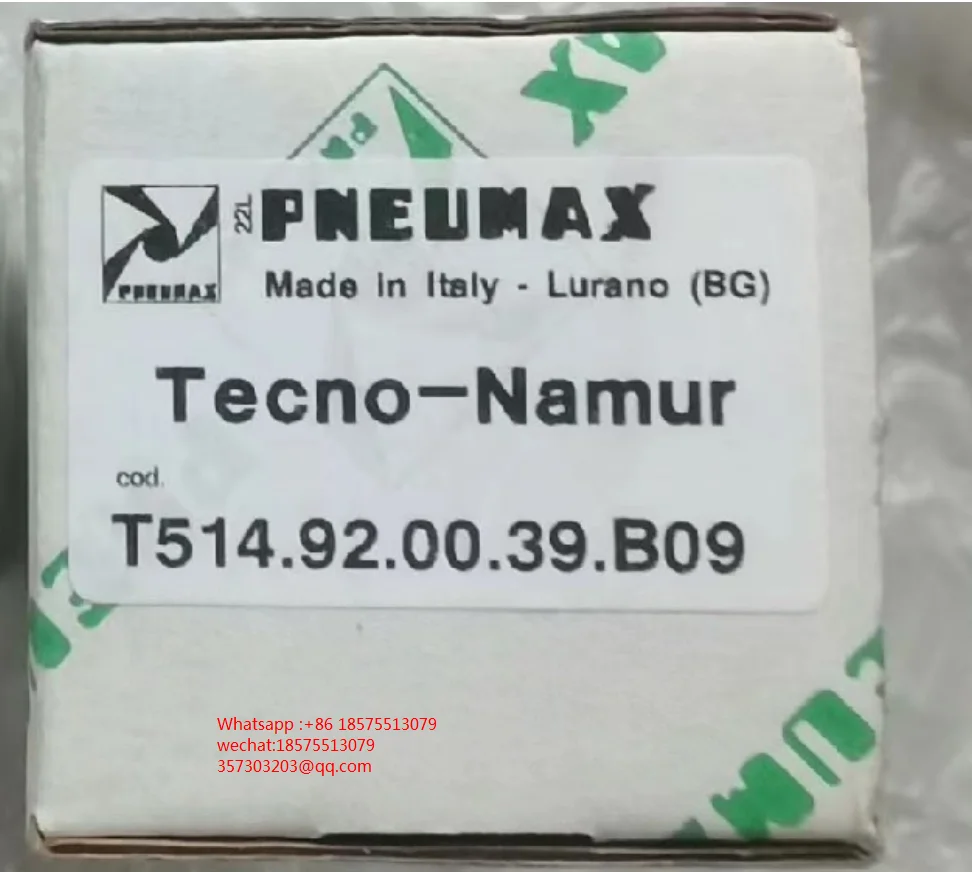 PNEUMAX
22L
PNEUMAX
Made in Italy - Lurano (BG)
Tecno-Namur
cod.
T514.92.00.39.B09
Whatsapp :+86 18575513079
wechat:18575513079
357303203@qq.com